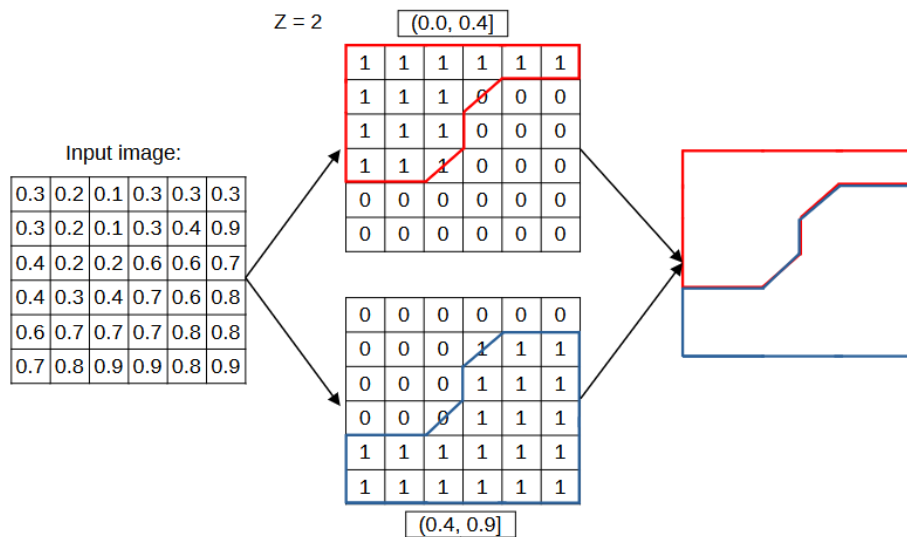 Z = 2
(0.0, 0.4]
1 1 1 1 1 1
1 1 1 0 0 0
1 1 1 0 0 0
1 1 1 0 0 0
0 0 0 0 0 0
0 0 0 0 0 0
Input image:
0.3 0.2 0.1 0.3 0.3 0.3
0.3 0.2 0.1 0.3 0.4 0.9
0.4 0.2 0.2 0.6 0.6 0.7
0.4 0.3 0.4 0.7 0.6 0.8
0.6 0.7 0.7 0.7 0.8 0.8
0.7 0.8 0.9 0.9 0.8 0.9
0 0 0 0 0 0
0 0 0 1 1 1
0 0 0 1 1 1
0 0 0 1 1 1
1 1 1 1 1 1
1 1 1 1 1 1
(0.4, 0.9]